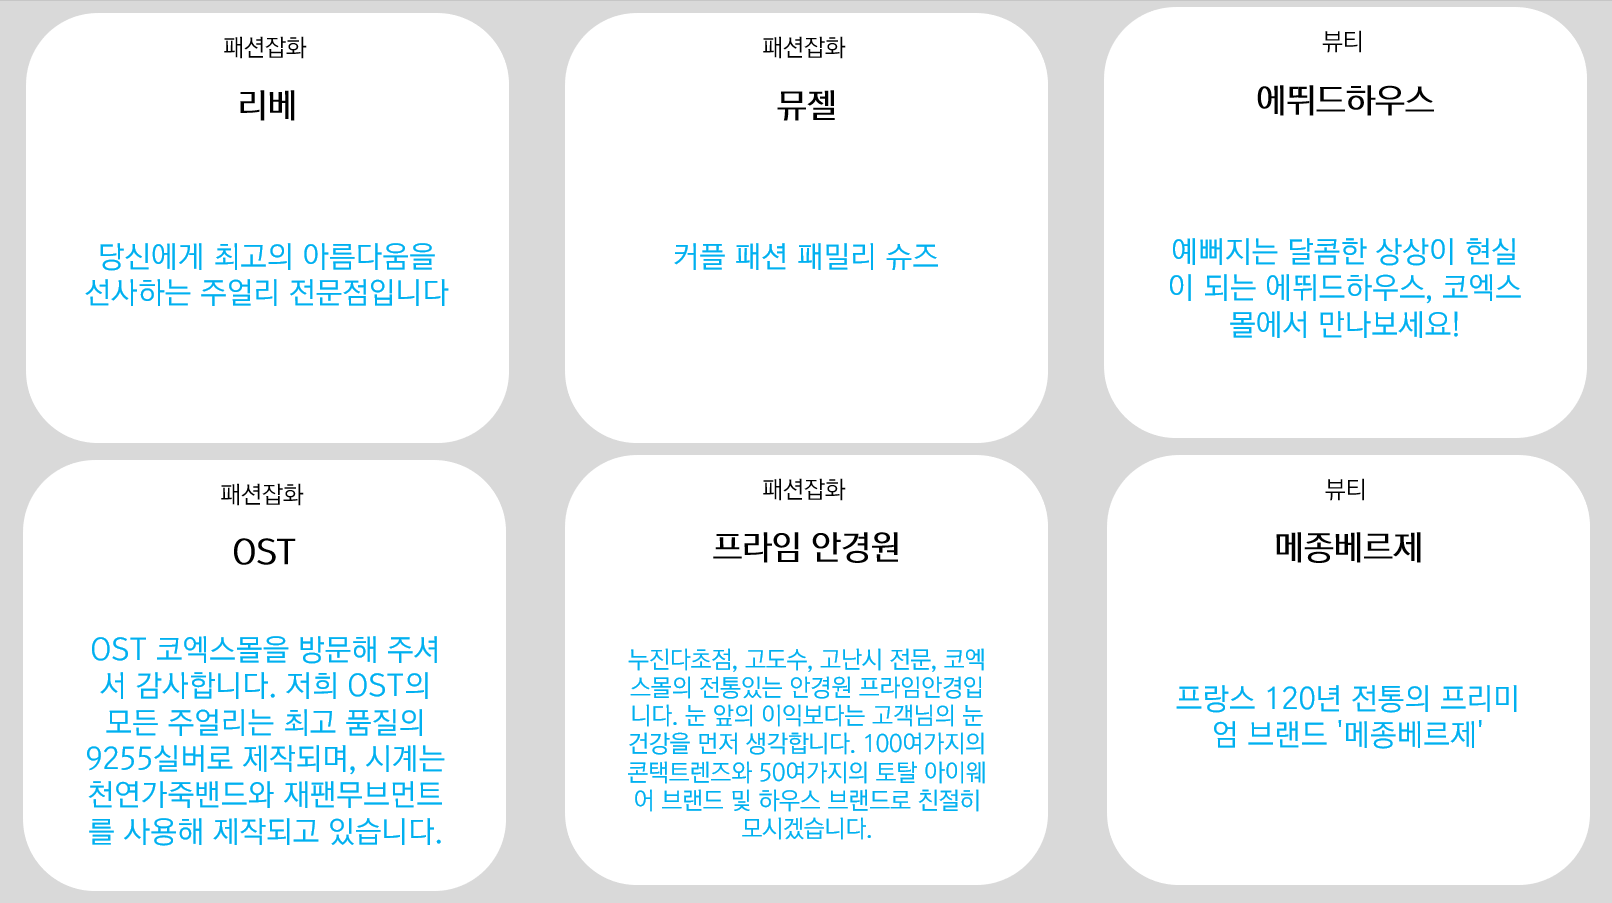 패션잡화
리베
당신에게 최고의 아름다움을
선사하는 주얼리 전문점입니다
패션잡화
뮤젤
커플 패션 패밀리 슈즈
뷰티
에뛰드하우스
예뻐지는 달콤한 상상이 현실
이 되는 에뛰드하우스, 코엑스
몰에서 만나보세요!
패션잡화
OST
OST 코엑스몰을 방문해 주셔
서 감사합니다. 저희 OST의
모든 주얼리는 최고 품질의
9255실버로 제작되며, 시계는
천연가죽밴드와 재팬무브먼트
를 사용해 제작되고 있습니다.
패션잡화
프라임 안경원
누진다초점, 고도수, 고난시 전문, 코엑
스몰의 전통있는 안경원 프라임안경입
니다. 눈 앞의 이익보다는 고객님의 눈
건강을 먼저 생각합니다. 100여가지의
콘택트렌즈와 50여가지의 토탈 아이웨
어 브랜드 및 하우스 브랜드로 친절히
모시겠습니다.
뷰티
메종베르제
프랑스 120년 전통의 프리미
엄 브랜드 '메종베르제'